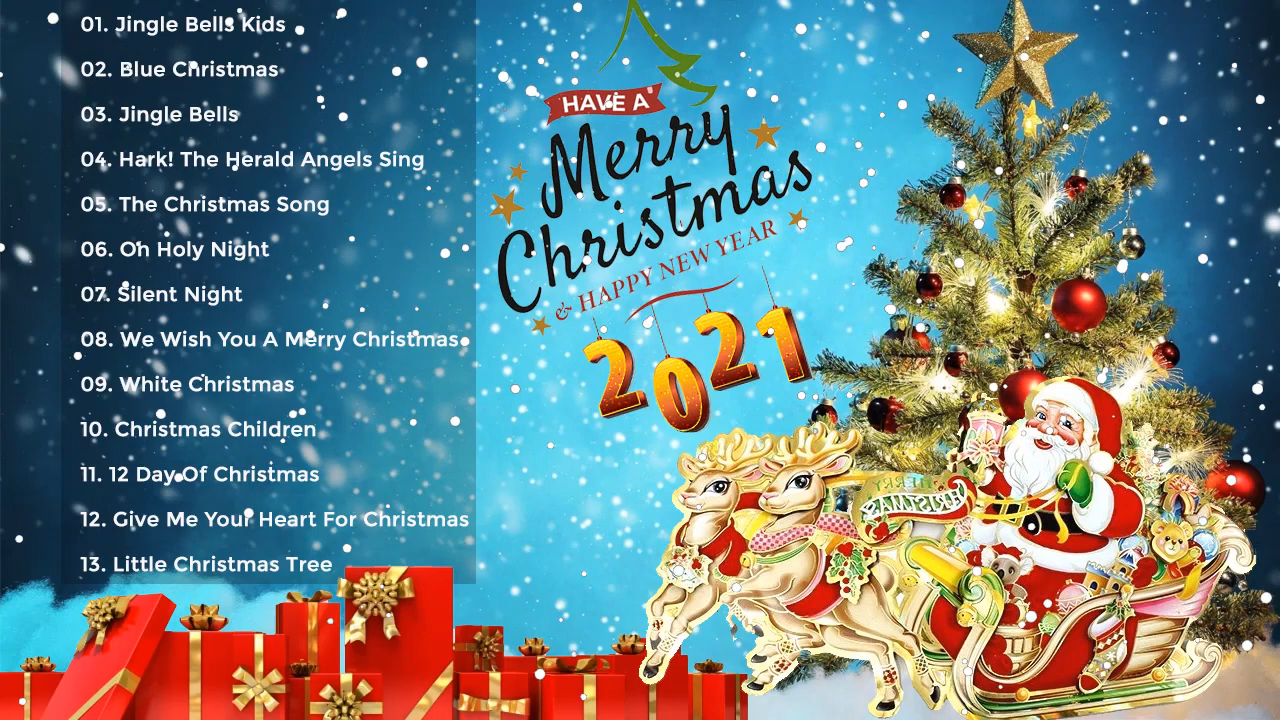 01. Jingle Bells Kids
02. Blue Christmas
03. Jingle Bells
04. Hark! The Herald Angels Sing
05. The Christmas Song
06. Oh Holy Night
07. Silent Night
08. We Wish You A Merry Christmas
09. White Christmas
10. Christmas Children
11. 12 Day Of Christmas
12. Give Me Your Heart For Christmas
13. Little Christmas Tree
HAVE A
Merry
Christmas
& HAPPY NEW YEAR
2021
MERRY
CHRISTMAS